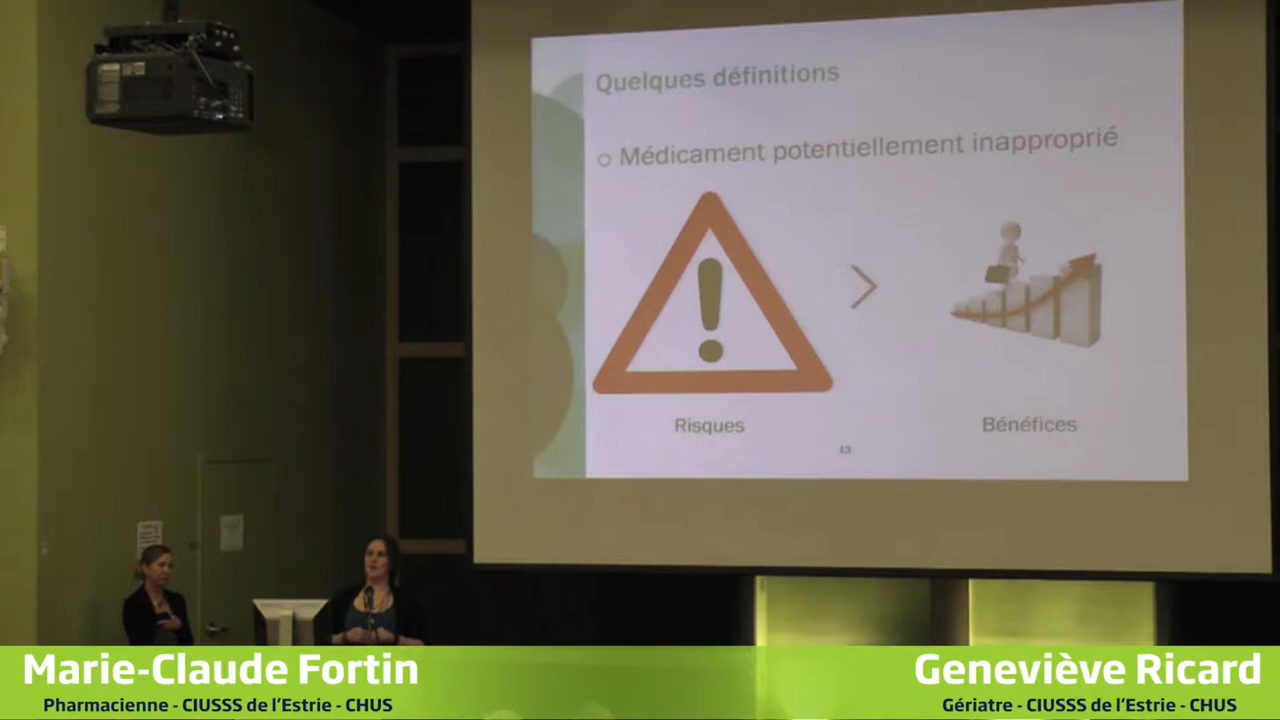 Quelques définitions
o Médicament potentiellement inapproprié
>
Risques
Bénéfices
13
Marie-Claude Fortin
Pharmacienne - CIUSSS de l'Estrie - CHUS
Geneviève Ricard
Gériatre - CIUSSS de l'Estrie - CHUS